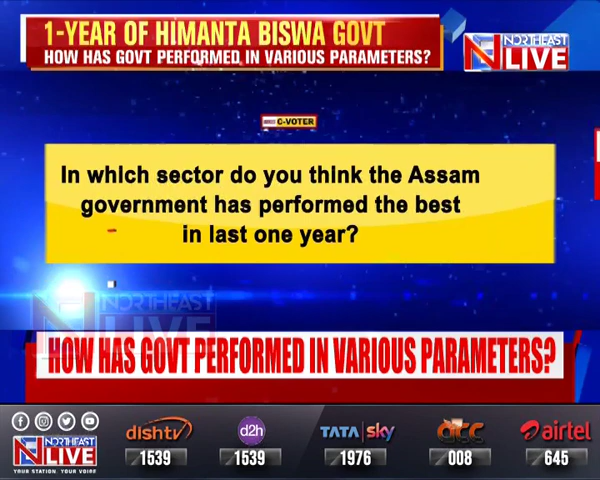 1-YEAR OF HIMANTA BISWA GOVT
HOW HAS GOVT PERFORMED IN VARIOUS PARAMETERS?
NORTHEAST
LIVE
C-VOTER
In which sector do you think the Assam
government has performed the best
in last one year?
NORTHEAST
LIVE
HOW HAS GOVT PERFORMED IN VARIOUS PARAMETERS?
NORTHEAST
LIVE
YOUR STATION. YOUR VOICE
dishtv
1539
d2h
1539
TATA sky
1976
acc
008
airtel
645